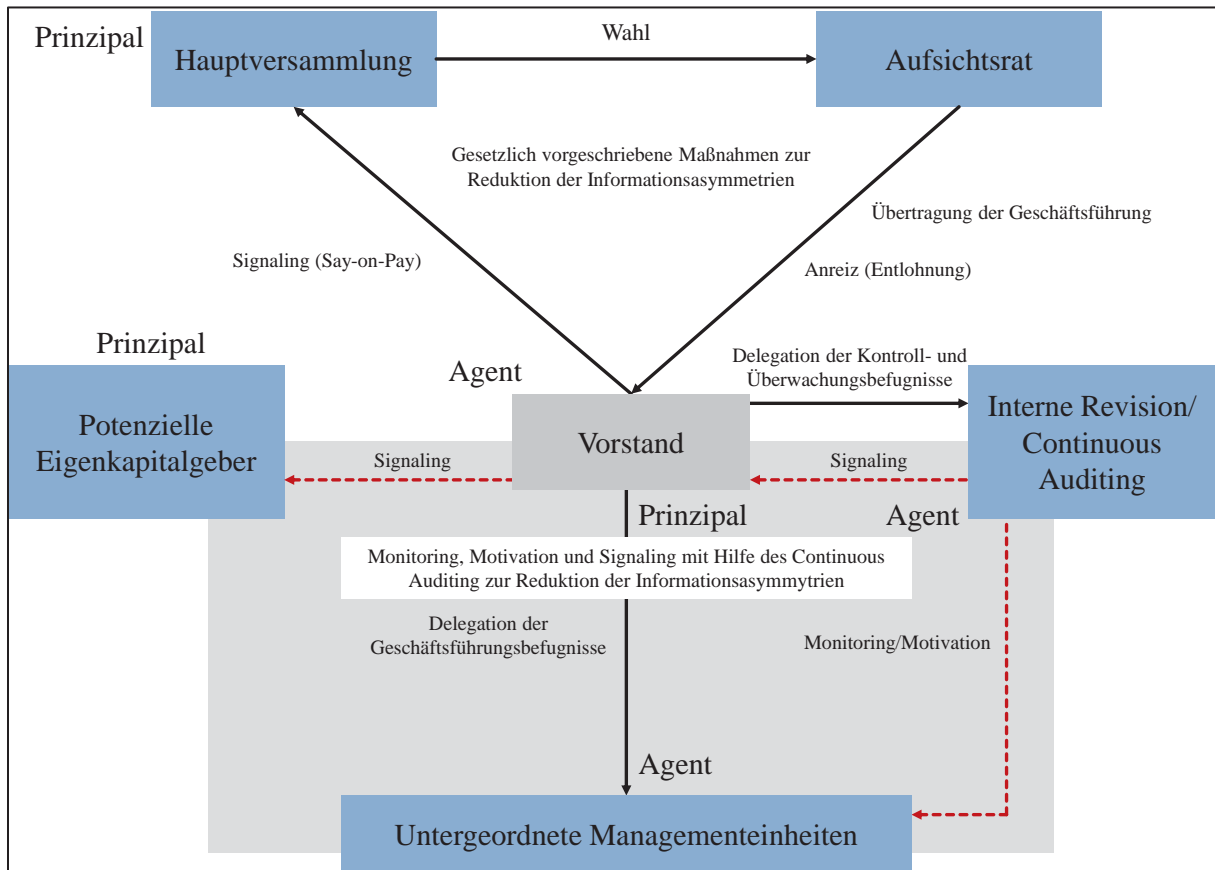 Prinzipal
Hauptversammlung
Wahl
Aufsichtsrat
Gesetzlich vorgeschriebene Maßnahmen zur
Reduktion der Informationsasymmetrien
Übertragung der Geschäftsführung
Signaling (Say-on-Pay)
Anreiz (Entlohnung)
Prinzipal
Agent
Delegation der Kontroll- und
Überwachungsbefugnisse
Potenzielle
Eigenkapitalgeber
Signaling
Vorstand
Signaling
Interne Revision/
Continuous
Auditing
Prinzipal
Agent
Monitoring, Motivation und Signaling mit Hilfe des Continuous
Auditing zur Reduktion der Informationsasymmytrien
Delegation der
Geschäftsführungsbefugnisse
Monitoring/Motivation
Agent
Untergeordnete Managementeinheiten